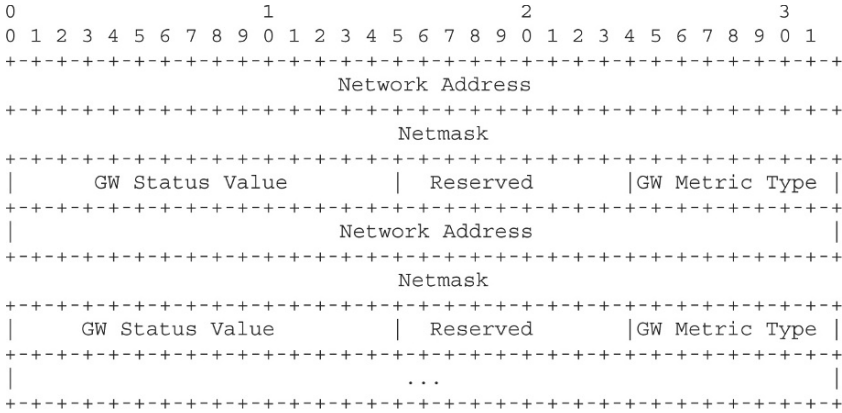 0                   1                   2                   3
0 1 2 3 4 5 6 7 8 9 0 1 2 3 4 5 6 7 8 9 0 1 2 3 4 5 6 7 8 9 0 1
+-+-+-+-+-+-+-+-+-+-+-+-+-+-+-+-+-+-+-+-+-+-+-+-+-+-+-+-+-+-+-+-+
Network Address
+-+-+-+-+-+-+-+-+-+-+-+-+-+-+-+-+-+-+-+-+-+-+-+-+-+-+-+-+-+-+-+-+
Netmask
+-+-+-+-+-+-+-+-+-+-+-+-+-+-+-+-+-+-+-+-+-+-+-+-+-+-+-+-+-+-+-+-+
|      GW Status Value        |  Reserved       |GW Metric Type |
+-+-+-+-+-+-+-+-+-+-+-+-+-+-+-+-+-+-+-+-+-+-+-+-+-+-+-+-+-+-+-+-+
|                         Network Address                       |
+-+-+-+-+-+-+-+-+-+-+-+-+-+-+-+-+-+-+-+-+-+-+-+-+-+-+-+-+-+-+-+-+
Netmask
+-+-+-+-+-+-+-+-+-+-+-+-+-+-+-+-+-+-+-+-+-+-+-+-+-+-+-+-+-+-+-+-+
|     GW Status Value         |  Reserved       |GW Metric Type |
+-+-+-+-+-+-+-+-+-+-+-+-+-+-+-+-+-+-+-+-+-+-+-+-+-+-+-+-+-+-+-+-+
|                              ...                              |
+-+-+-+-+-+-+-+-+-+-+-+-+-+-+-+-+-+-+-+-+-+-+-+-+-+-+-+-+-+-+-+-+